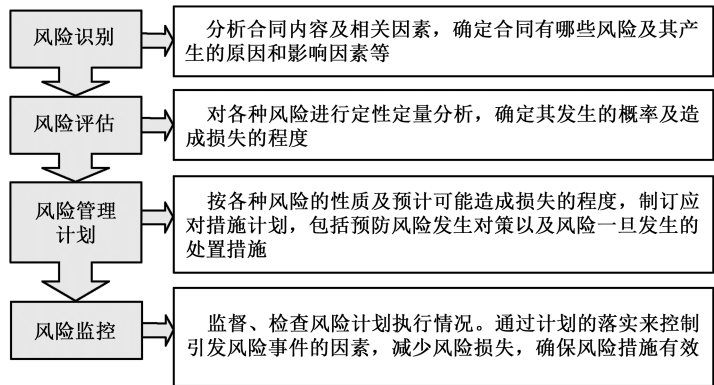 风险识别
分析合同内容及相关因素，确定合同有哪些风险及其产
生的原因和影响因素等
风险评估
对各种风险进行定性定量分析，确定其发生的概率及造
成损失的程度
风险管理
计划
按各种风险的性质及预计可能造成损失的程度，制订应
对措施计划，包括预防风险发生对策以及风险一旦发生的
处置措施
风险监控
监督、检查风险计划执行情况。通过计划的落实来控制
引发风险事件的因素，减少风险损失，确保风险措施有效